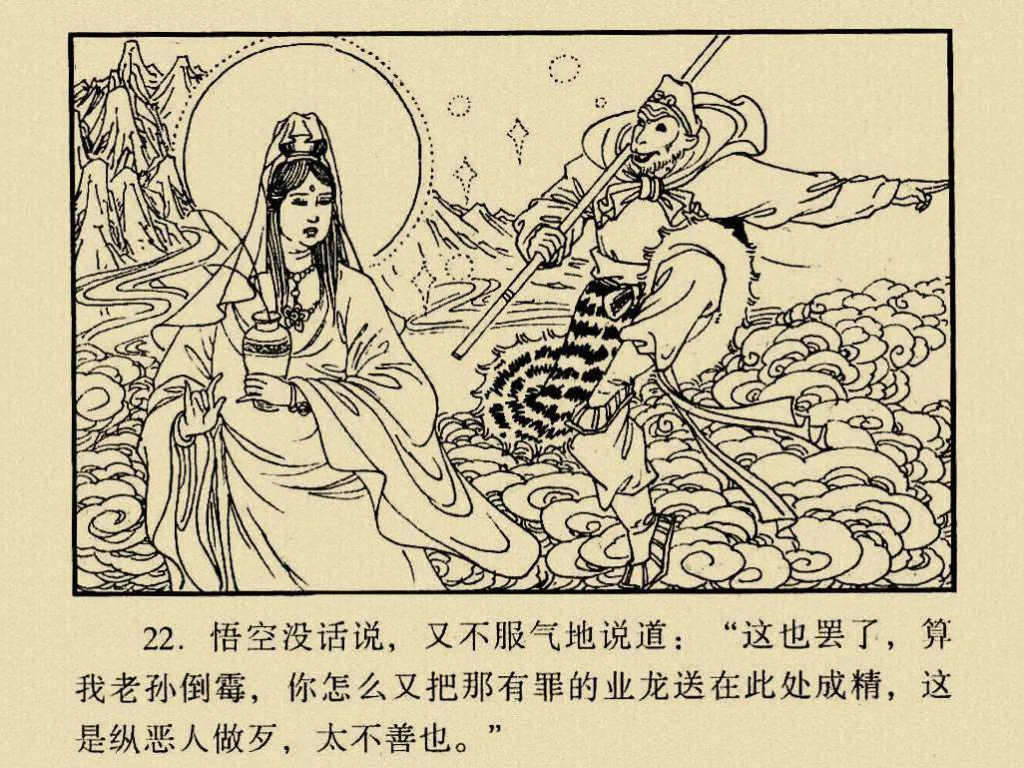 22. 悟空没话说，又不服气地说道：“这也罢了，算
我老孙倒霉，你怎么又把那有罪的业龙送在此处成精，这
是纵恶人做歹，太不善也。”